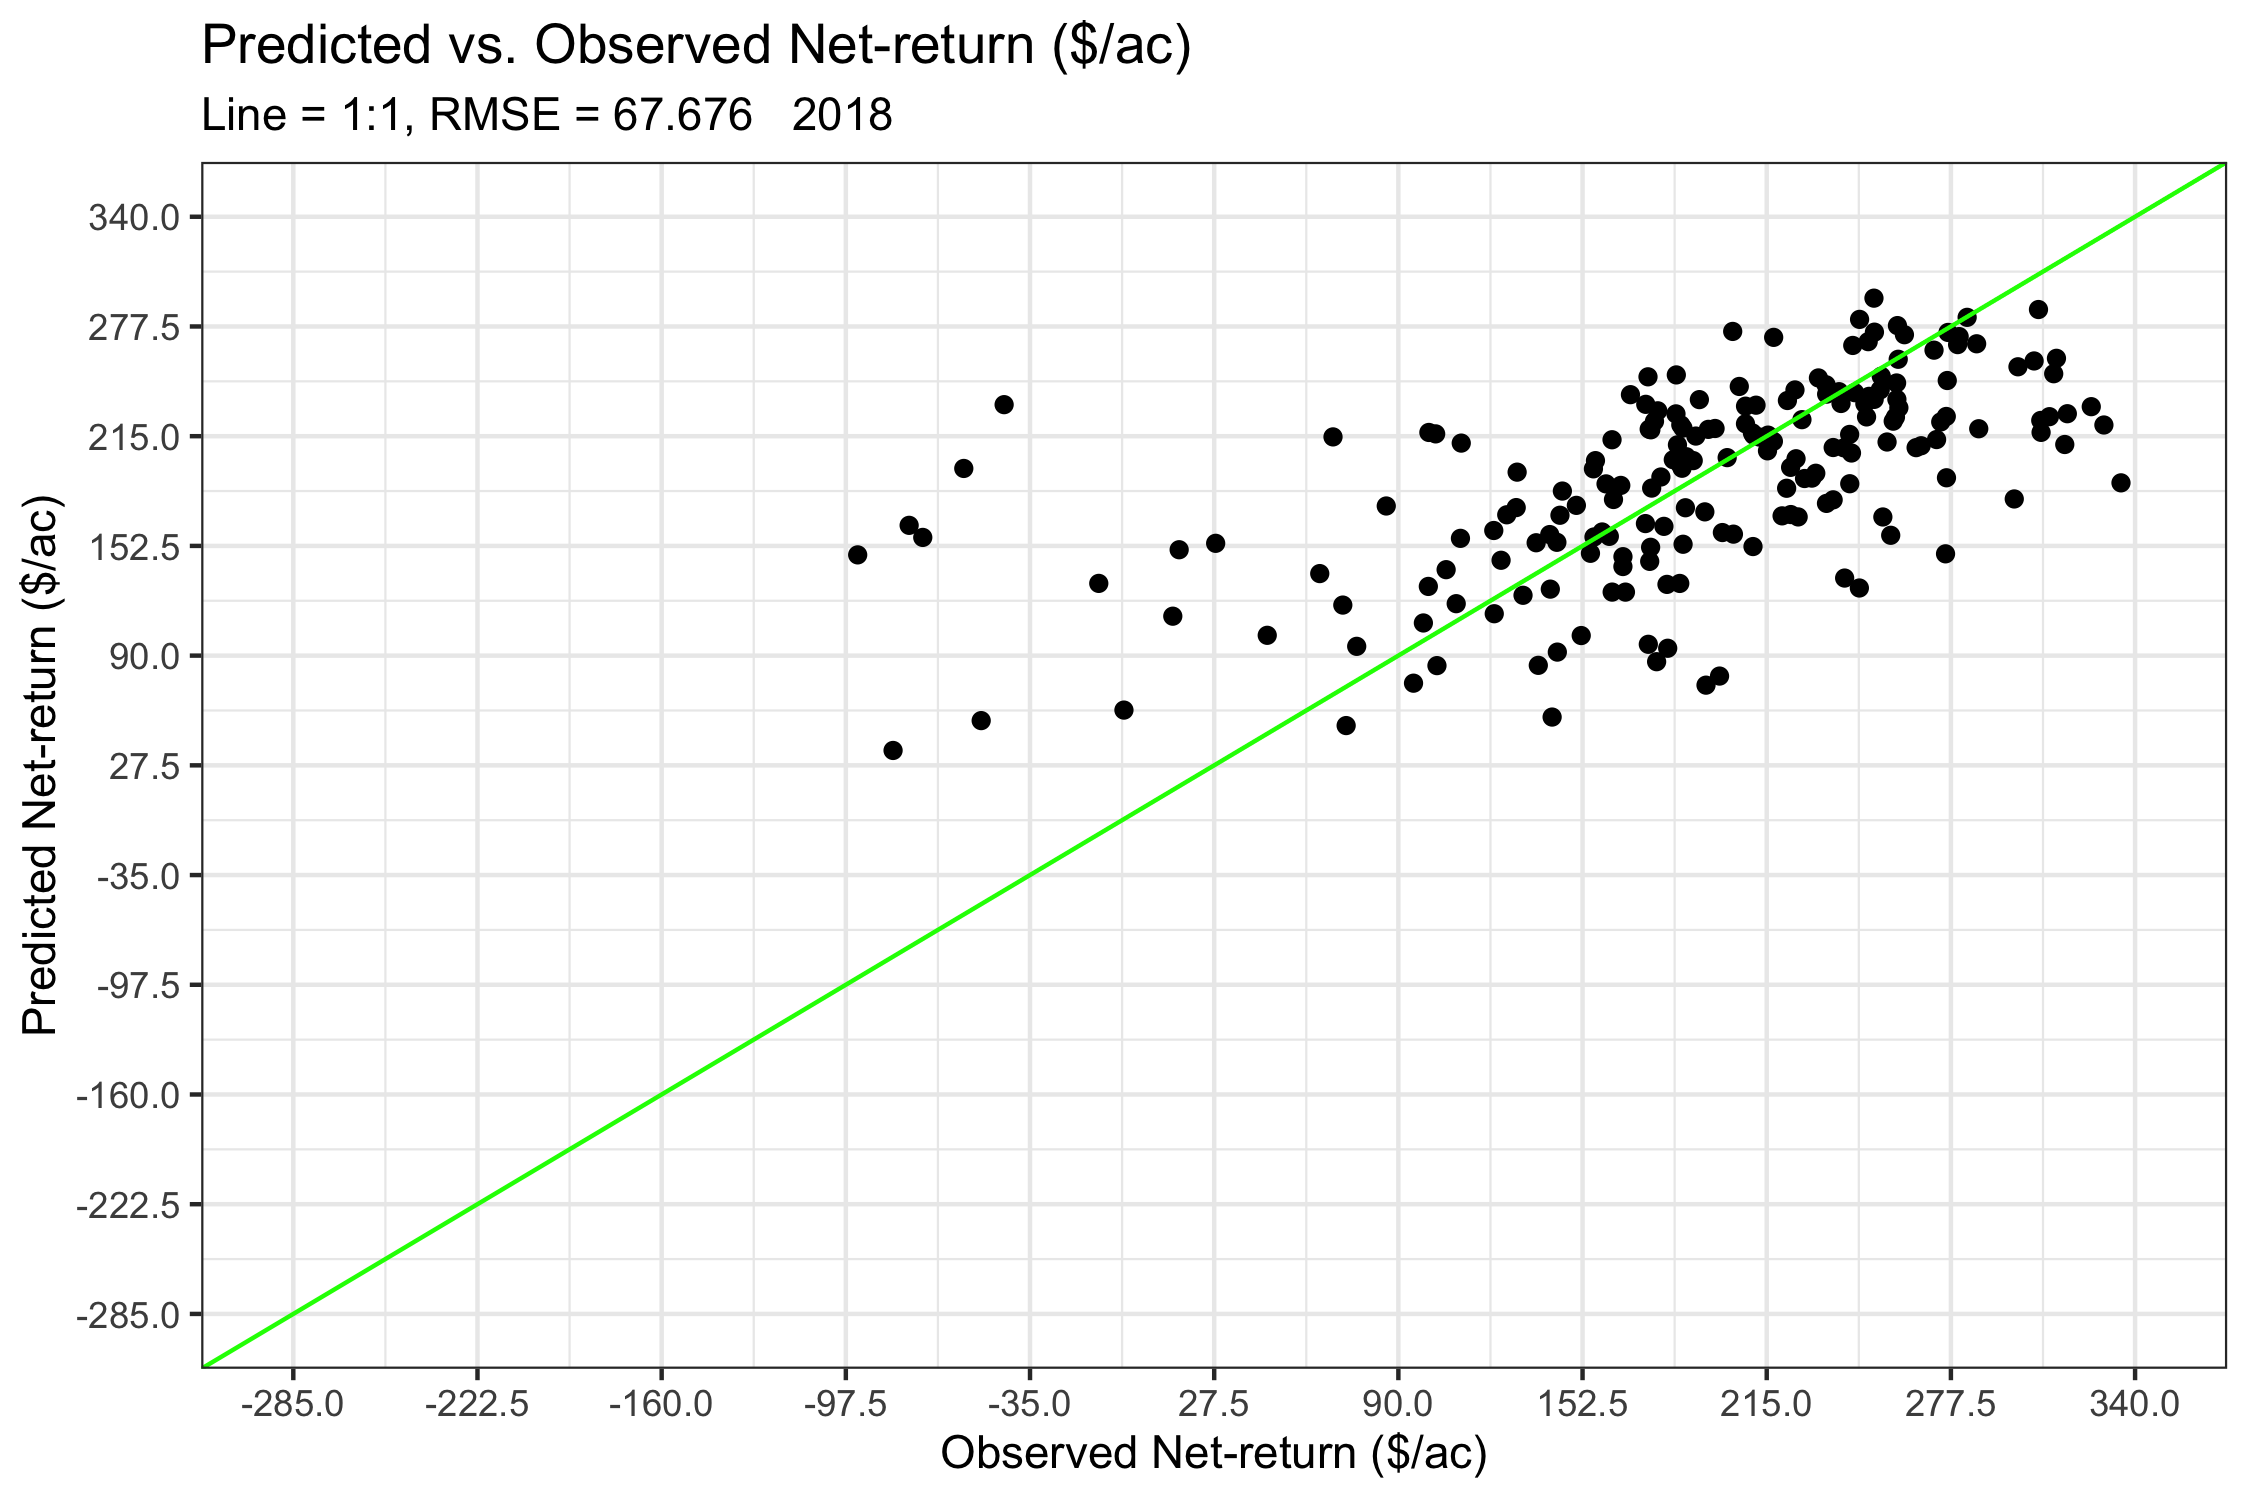 Predicted vs. Observed Net-return ($/ac)
Line = 1:1, RMSE = 67.676   2018
Predicted Net-return ($/ac)
340.0
277.5
215.0
152.5
90.0
27.5
-35.0
-97.5
-160.0
-222.5
-285.0
-285.0 -222.5 -160.0 -97.5 -35.0 27.5 90.0 152.5 215.0 277.5 340.0
Observed Net-return ($/ac)